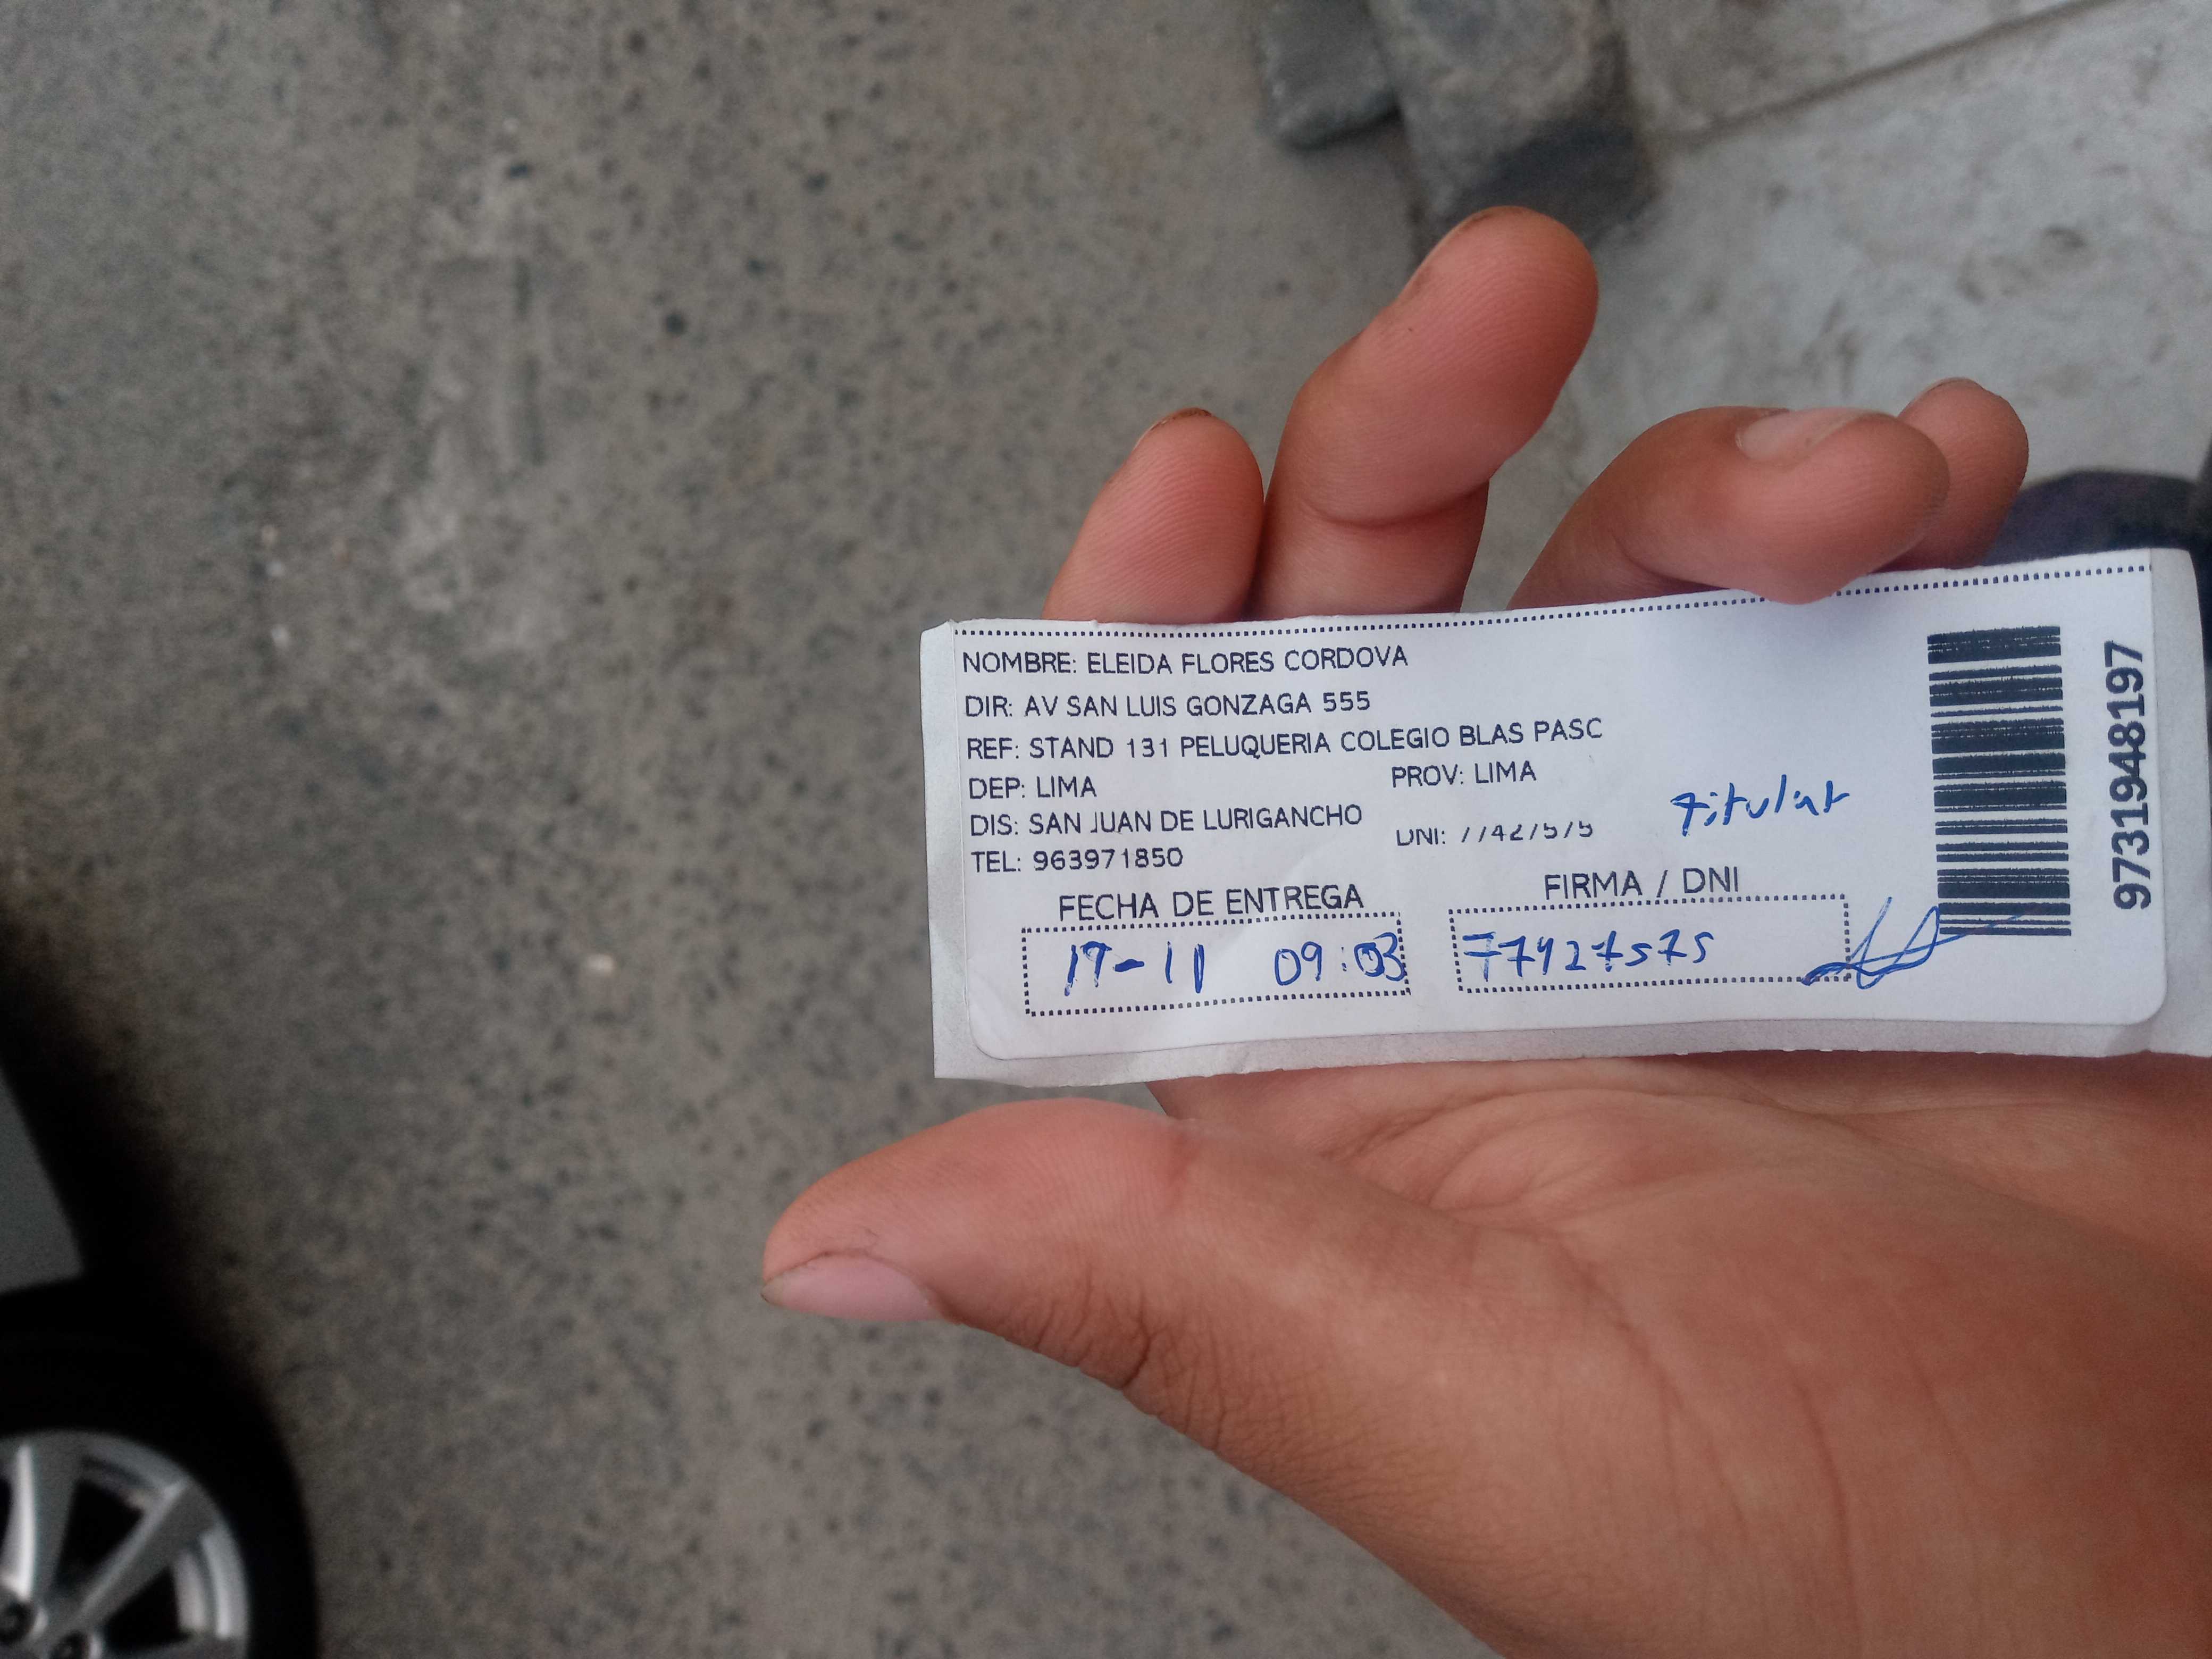 NOMBRE: ELEIDA FLORES CORDOVA
DIR: AV SAN LUIS GONZAGA 555
REF: STAND 131 PELUQUERIA COLEGIO BLAS PASC
DEP: LIMA PROV: LIMA
DIS: SAN JUAN DE LURIGANCHO
DNI: 77427575 titular
TEL: 963971850
FECHA DE ENTREGA FIRMA / DNI
17-11 09:03 77427575
9731948197